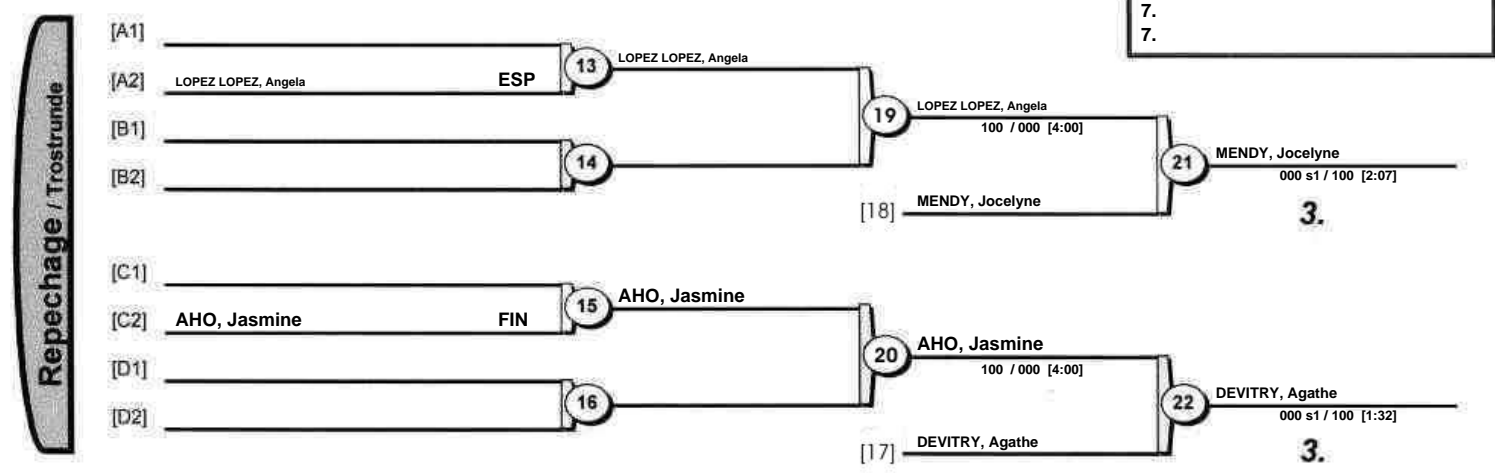 7.
7.
Repechage / Trostrunde
[A1]
[A2] LOPEZ LOPEZ, Angela ESP
[B1]
[B2]
13 LOPEZ LOPEZ, Angela
14
19 LOPEZ LOPEZ, Angela
100 / 000 [4:00]
[18] MENDY, Jocelyne
21 MENDY, Jocelyne
000 s1 / 100 [2:07]
3.
[C1]
[C2] AHO, Jasmine FIN
[D1]
[D2]
15 AHO, Jasmine
16
20 AHO, Jasmine
100 / 000 [4:00]
[17] DEVITRY, Agathe
22 DEVITRY, Agathe
000 s1 / 100 [1:32]
3.